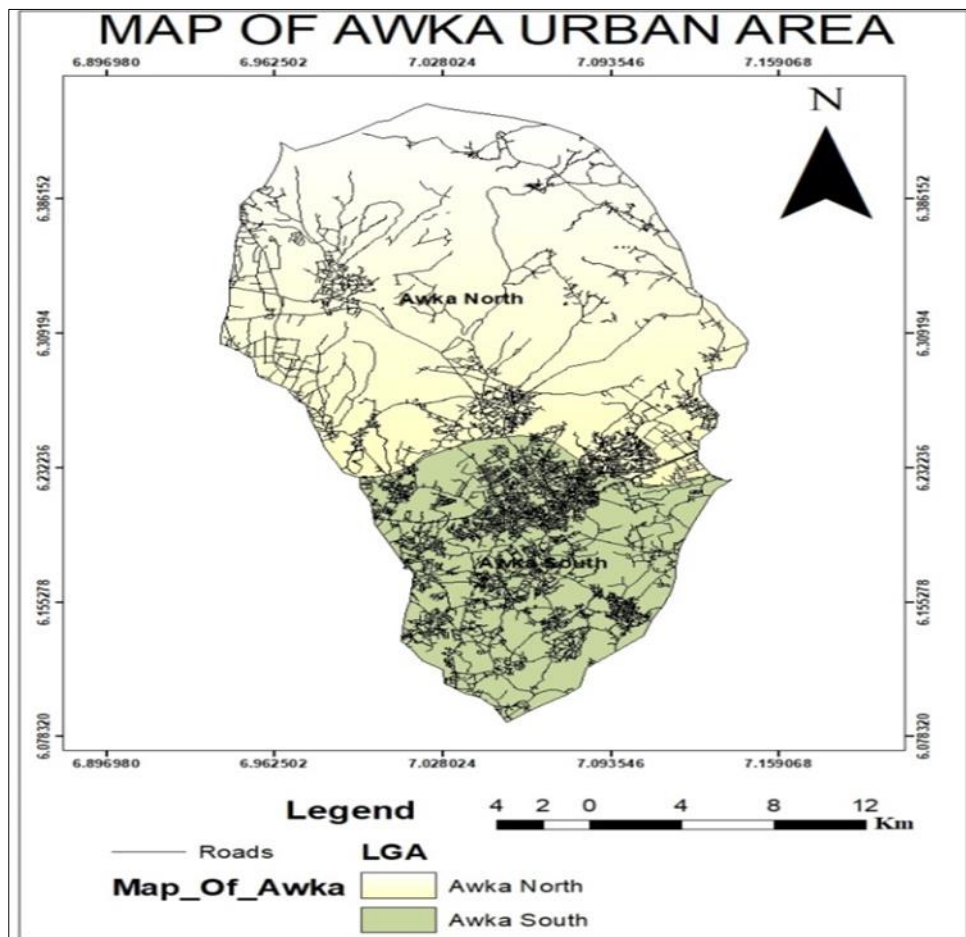 MAP OF AWKA URBAN AREA
6.896980 6.962502 7.028024 7.093546 7.159068
N
6.386152 6.386152
Awka North
6.309194 6.309194
6.232236 6.232236
Awka South
6.155278 6.155278
6.078320 6.078320
6.896980 6.962502 7.028024 7.093546 7.159068
Legend
4 2 0 4 8 12
Km
Roads
LGA
Map_Of_Awka
Awka North
Awka South